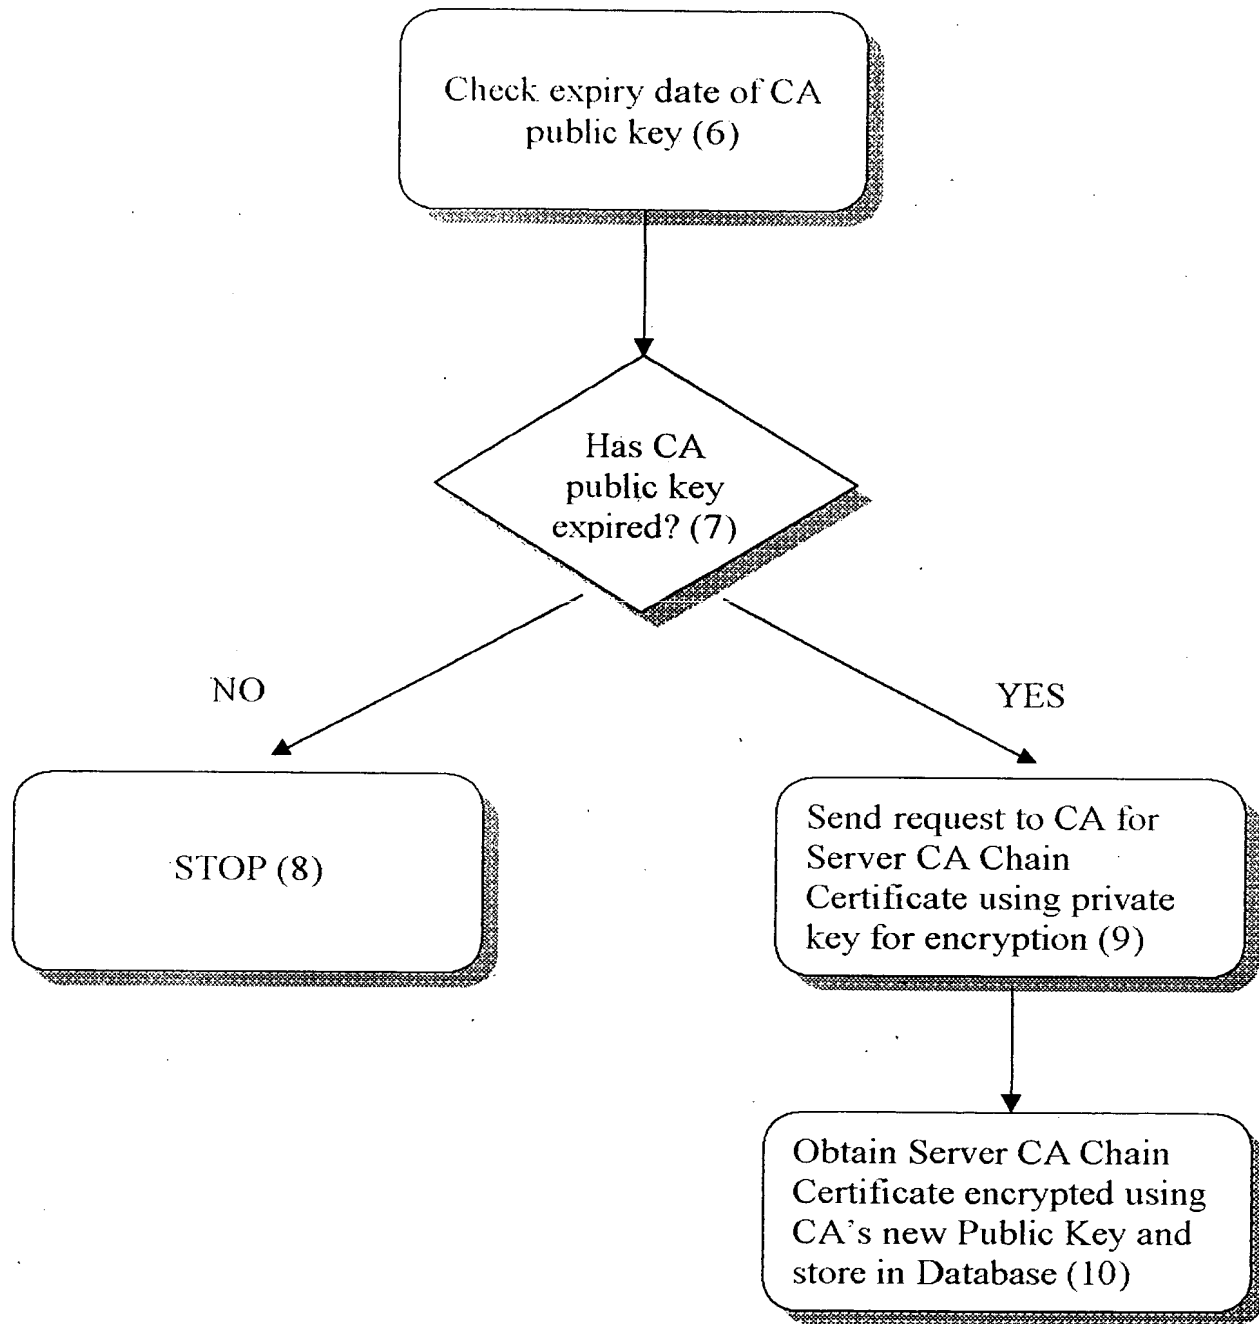 Check expiry date of CA
public key (6)
Has CA
public key
expired? (7)
NO
YES
STOP (8)
Send request to CA for
Server CA Chain
Certificate using private
key for encryption (9)
Obtain Server CA Chain
Certificate encrypted using
CA's new Public Key and
store in Database (10)